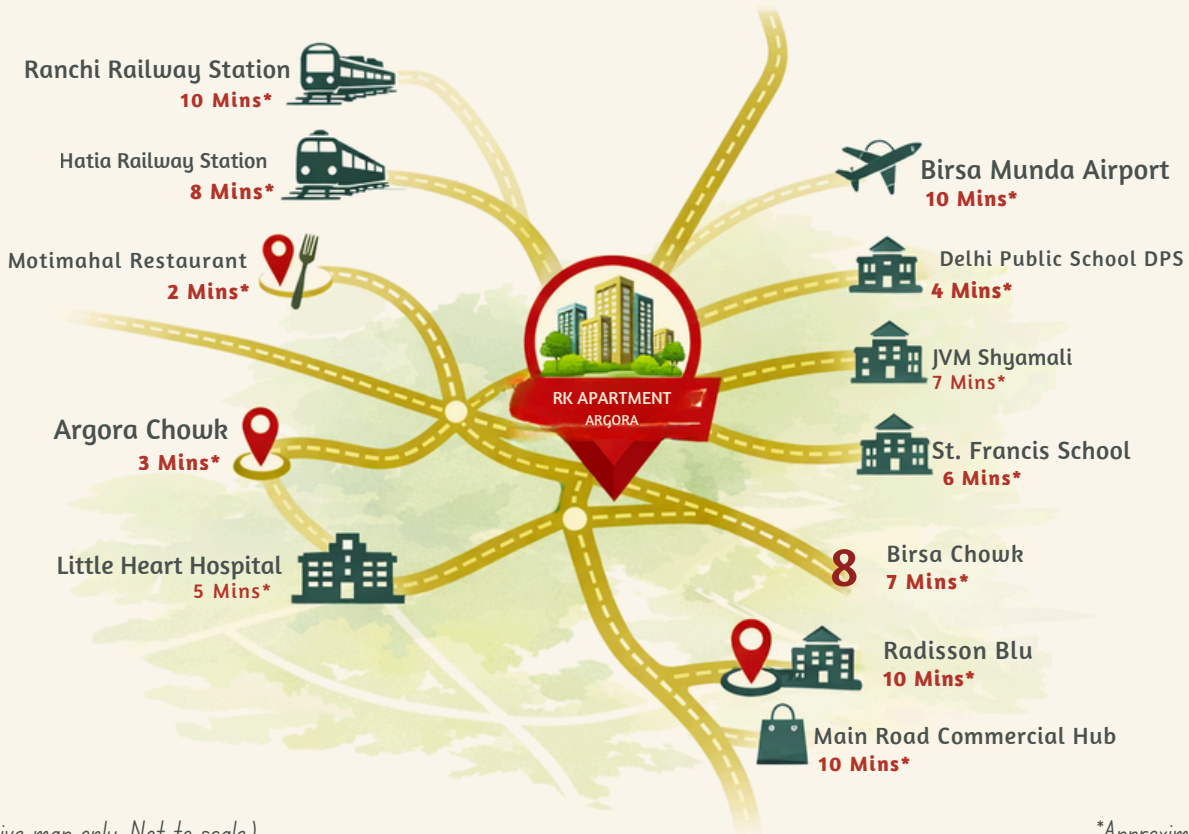 Ranchi Railway Station
10 Mins*
Hatia Railway Station
8 Mins*
Motimahal Restaurant
2 Mins*
Argora Chowk
3 Mins*
Little Heart Hospital
5 Mins*
RK APARTMENT
ARGORA
Birsa Munda Airport
10 Mins*
Delhi Public School DPS
4 Mins*
JVM Shyamali
7 Mins*
St. Francis School
6 Mins*
8
Birsa Chowk
7 Mins*
Radisson Blu
10 Mins*
Main Road Commercial Hub
10 Mins*
map only. Not to scale)